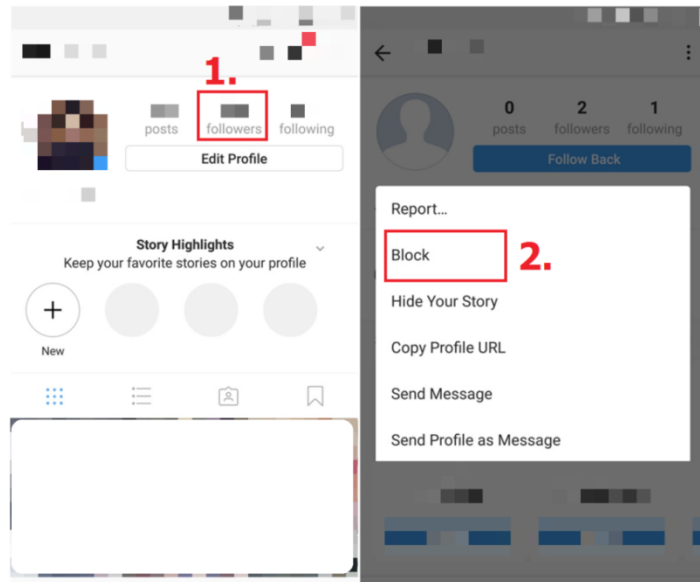 1.
posts followers following
Edit Profile
Story Highlights
Keep your favorite stories on your profile
+
New
0 2 1
posts followers following
Follow Back
Report...
Block
2.
Hide Your Story
Copy Profile URL
Send Message
Send Profile as Message